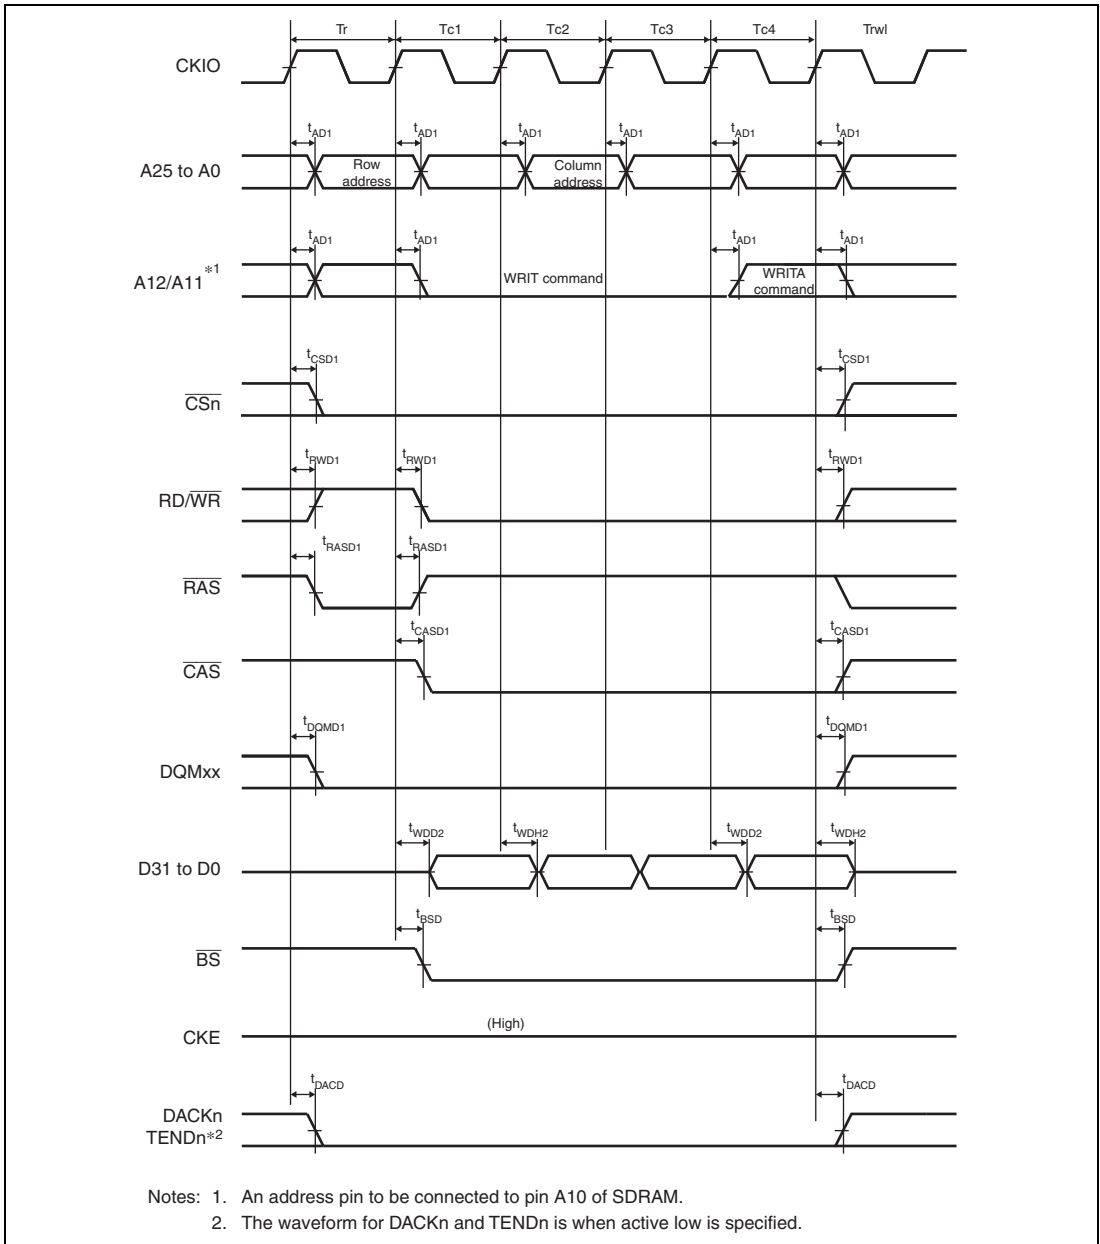 Tr Tc1 Tc2 Tc3 Tc4 Trwl
CKIO
tAD1 tAD1 tAD1 tAD1 tAD1 tAD1
A25 to A0
Row address
Column address
tAD1 tAD1 tAD1 tAD1
A12/A11*1
WRIT command
WRITA command
tCSD1 tCSD1
CSn
tRWD1 tRWD1 tRWD1
RD/WR
tRASD1 tRASD1
RAS
tCASD1 tCASD1
CAS
tDQMD1 tDQMD1
DQMxx
tWDD2 tWDH2 tWDD2 tWDH2
D31 to D0
tBSD tBSD
BS
(High)
CKE
tDACD tDACD
DACKn
TENDn*2
Notes: 1. An address pin to be connected to pin A10 of SDRAM.
2. The waveform for DACKn and TENDn is when active low is specified.